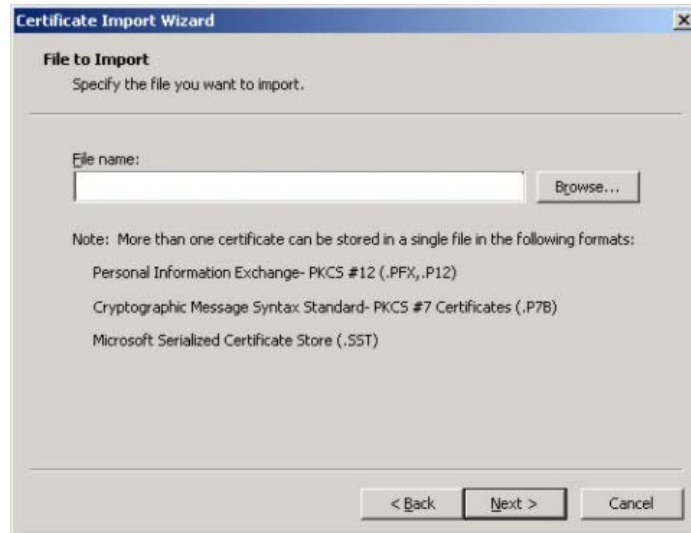 Certificate Import Wizard
File to Import
Specify the file you want to import.
File name:
Browse...
Note: More than one certificate can be stored in a single file in the following formats:
Personal Information Exchange- PKCS #12 (.PFX,.P12)
Cryptographic Message Syntax Standard- PKCS #7 Certificates (.P7B)
Microsoft Serialized Certificate Store (.SST)
< Back Next > Cancel